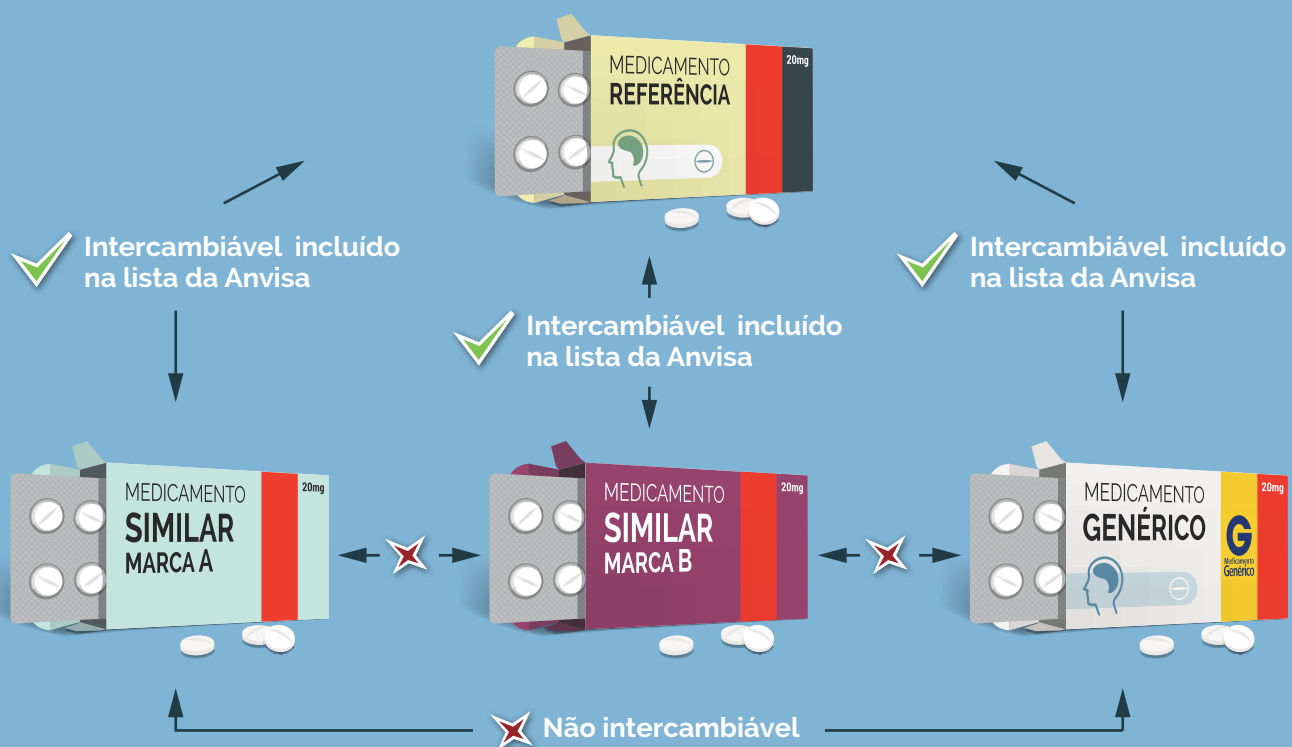 MEDICAMENTO
REFERÊNCIA
20mg
Intercambiável incluído
na lista da Anvisa
Intercambiável incluído
na lista da Anvisa
Intercambiável incluído
na lista da Anvisa
MEDICAMENTO
SIMILAR
MARCA A
20mg
MEDICAMENTO
SIMILAR
MARCA B
20mg
MEDICAMENTO
GENÉRICO
G
Medicamento
Genérico
20mg
Não intercambiável